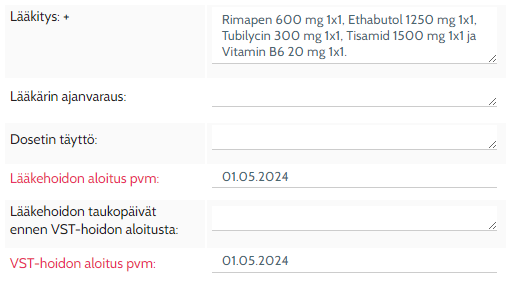 Lääkitys: +
Rimapen 600 mg 1x1, Ethabutol 1250 mg 1x1,
Tubilycin 300 mg 1x1, Tisamid 1500 mg 1x1 ja
Vitamin B6 20 mg 1x1.
Lääkärin ajanvaraus:
Dosetin täyttö:
Lääkehoidon aloitus pvm:
01.05.2024
Lääkehoidon taukopäivät
ennen VST-hoidon aloitusta:
VST-hoidon aloitus pvm:
01.05.2024